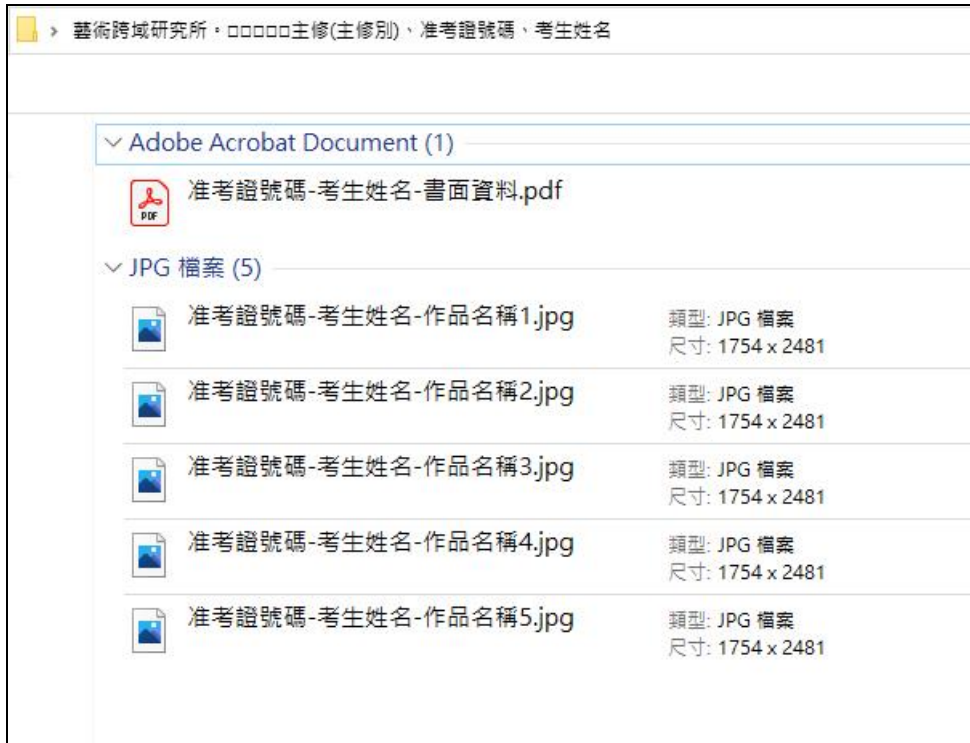 藝術跨域研究所。□□□□□主修(主修別)、准考證號碼、考生姓名
Adobe Acrobat Document (1)
PDF
准考證號碼-考生姓名-書面資料.pdf
JPG 檔案 (5)
准考證號碼-考生姓名-作品名稱1.jpg
類型: JPG 檔案
尺寸: 1754 x 2481
准考證號碼-考生姓名-作品名稱2.jpg
類型: JPG 檔案
尺寸: 1754 x 2481
准考證號碼-考生姓名-作品名稱3.jpg
類型: JPG 檔案
尺寸: 1754 x 2481
准考證號碼-考生姓名-作品名稱4.jpg
類型: JPG 檔案
尺寸: 1754 x 2481
准考證號碼-考生姓名-作品名稱5.jpg
類型: JPG 檔案
尺寸: 1754 x 2481